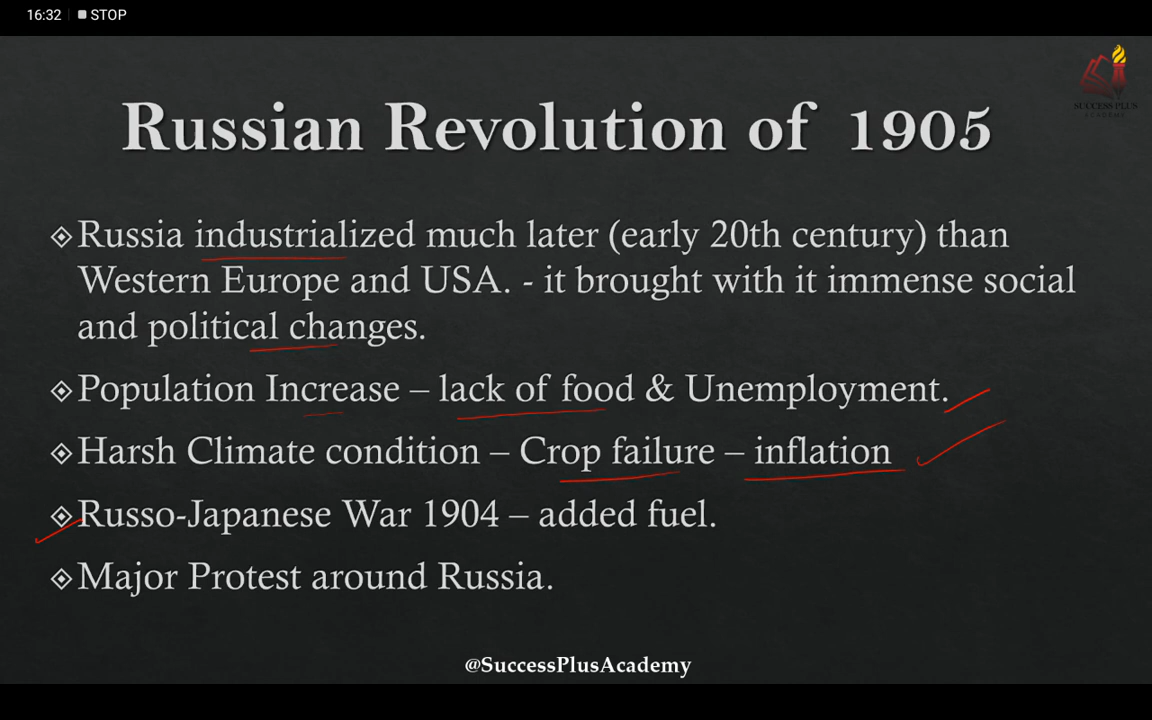 16:32 STOP
SUCCESS PLUS
ACADEMY
Russian Revolution of 1905
Russia industrialized much later (early 20th century) than
Western Europe and USA. - it brought with it immense social
and political changes.
Population Increase – lack of food & Unemployment.
Harsh Climate condition – Crop failure – inflation
Russo-Japanese War 1904 – added fuel.
Major Protest around Russia.
@SuccessPlusAcademy